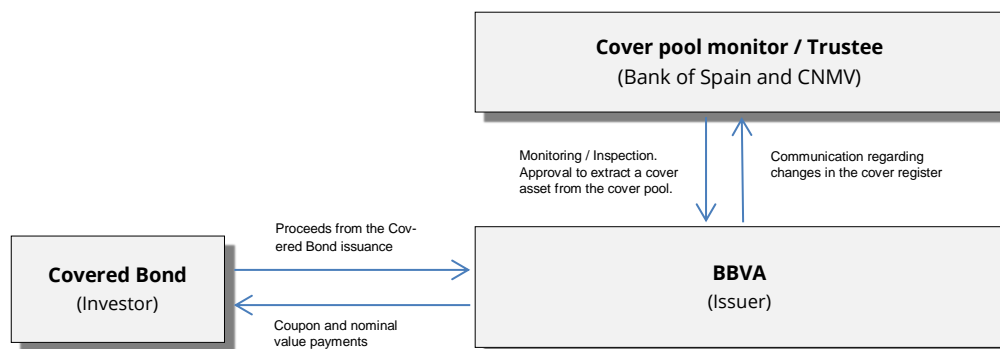 Cover pool monitor / Trustee
(Bank of Spain and CNMV)
Monitoring / Inspection.
Approval to extract a cover
asset from the cover pool.
Communication regarding
changes in the cover register
Proceeds from the Cov-
ered Bond issuance
Covered Bond
(Investor)
BBVA
(Issuer)
Coupon and nominal
value payments